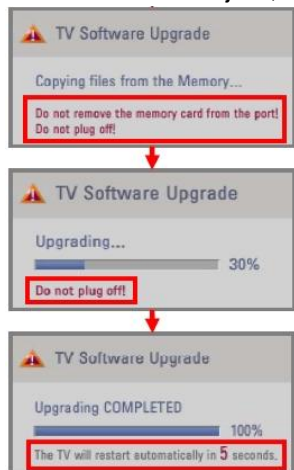 TV Software Upgrade
Copying files from the Memory...
Do not remove the memory card from the port!
Do not plug off!
TV Software Upgrade
Upgrading...
30%
Do not plug off!
TV Software Upgrade
Upgrading COMPLETED
100%
The TV will restart automatically in 5 seconds.